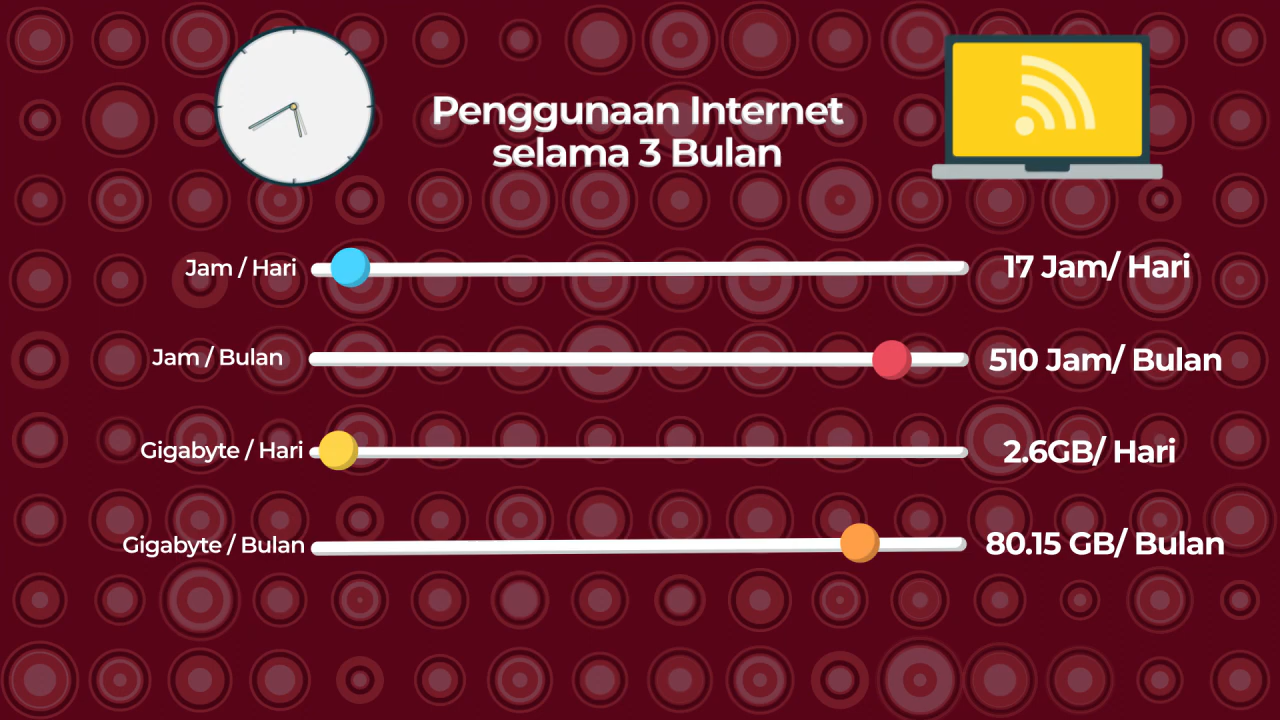 Penggunaan Internet
selama 3 Bulan
Jam / Hari 17 Jam/ Hari
Jam / Bulan 510 Jam/ Bulan
Gigabyte / Hari 2.6GB/ Hari
Gigabyte / Bulan 80.15 GB/ Bulan